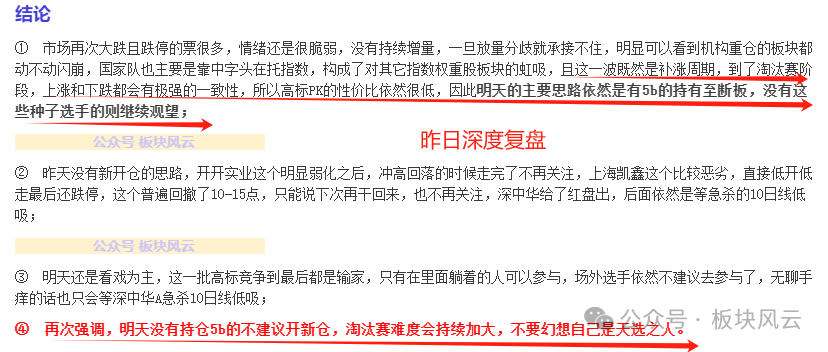 结论
① 市场再次大跌且跌停的票很多，情绪还是很脆弱，没有持续增量，一旦放量分歧就承接不住，明显可以看到机构重仓的板块都
动不动闪崩，国家队也主要是靠中字头在托指数，构成了对其它指数权重股板块的虹吸，且这一波既然是补涨周期，到了淘汰赛阶
段，上涨和下跌都会有极强的一致性，所以高标PK的性价比依然很低，因此明天的主要思路依然是有5b的持有至断板，没有这
些种子选手的则继续观望；
公众号 板块风云
昨日深度复盘
② 昨天没有新开仓的思路，开开实业这个明显弱化之后，冲高回落的时候走完了不再关注，上海凯鑫这个比较恶劣，直接低开低
走最后还跌停，这个普遍回撤了10-15点，只能说下次再干回来，也不再关注，深中华给了红盘出，后面依然是等急杀的10日线低
吸；
公众号 板块风云
③ 明天还是看戏为主，这一批高标竞争到最后都是输家，只有在里面躺着的人可以参与，场外选手依然不建议去参与了，无聊手
痒的话也只会等深中华A急杀10日线低吸；
公众号 · 板块风云
④ 再次强调，明天没有持仓5b的不建议开新仓，淘汰赛难度会持续加大，不要幻想自己是天选之人。